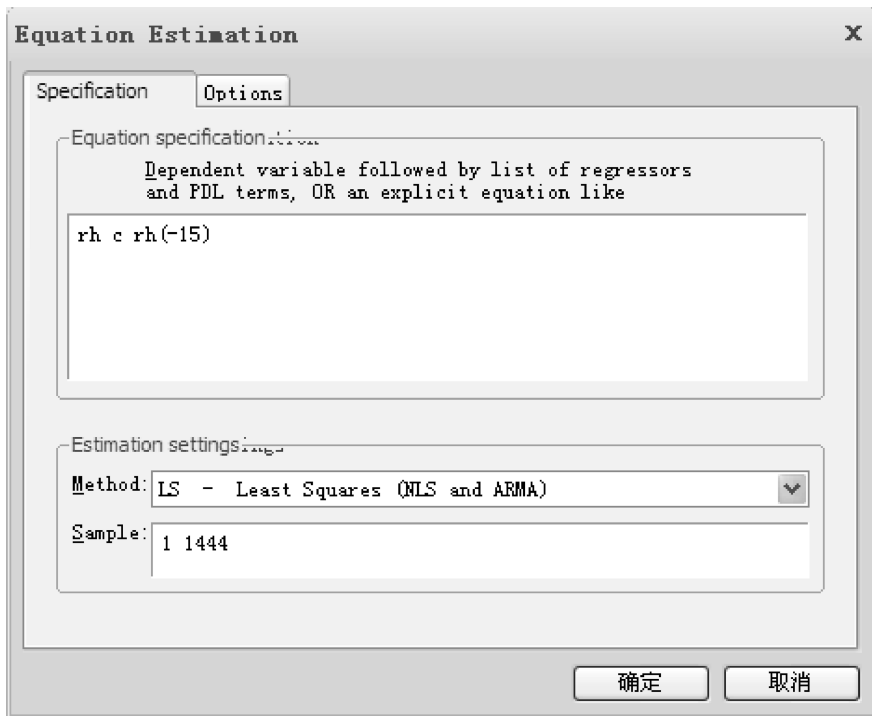 Equation Estimation x
Specification Options
Equation specification
Dependent variable followed by list of regressors
and PDL terms, OR an explicit equation like
rh c rh(-15)
Estimation settings
Method: LS - Least Squares (NLS and ARMA)
Sample: 1 1444
确定 取消